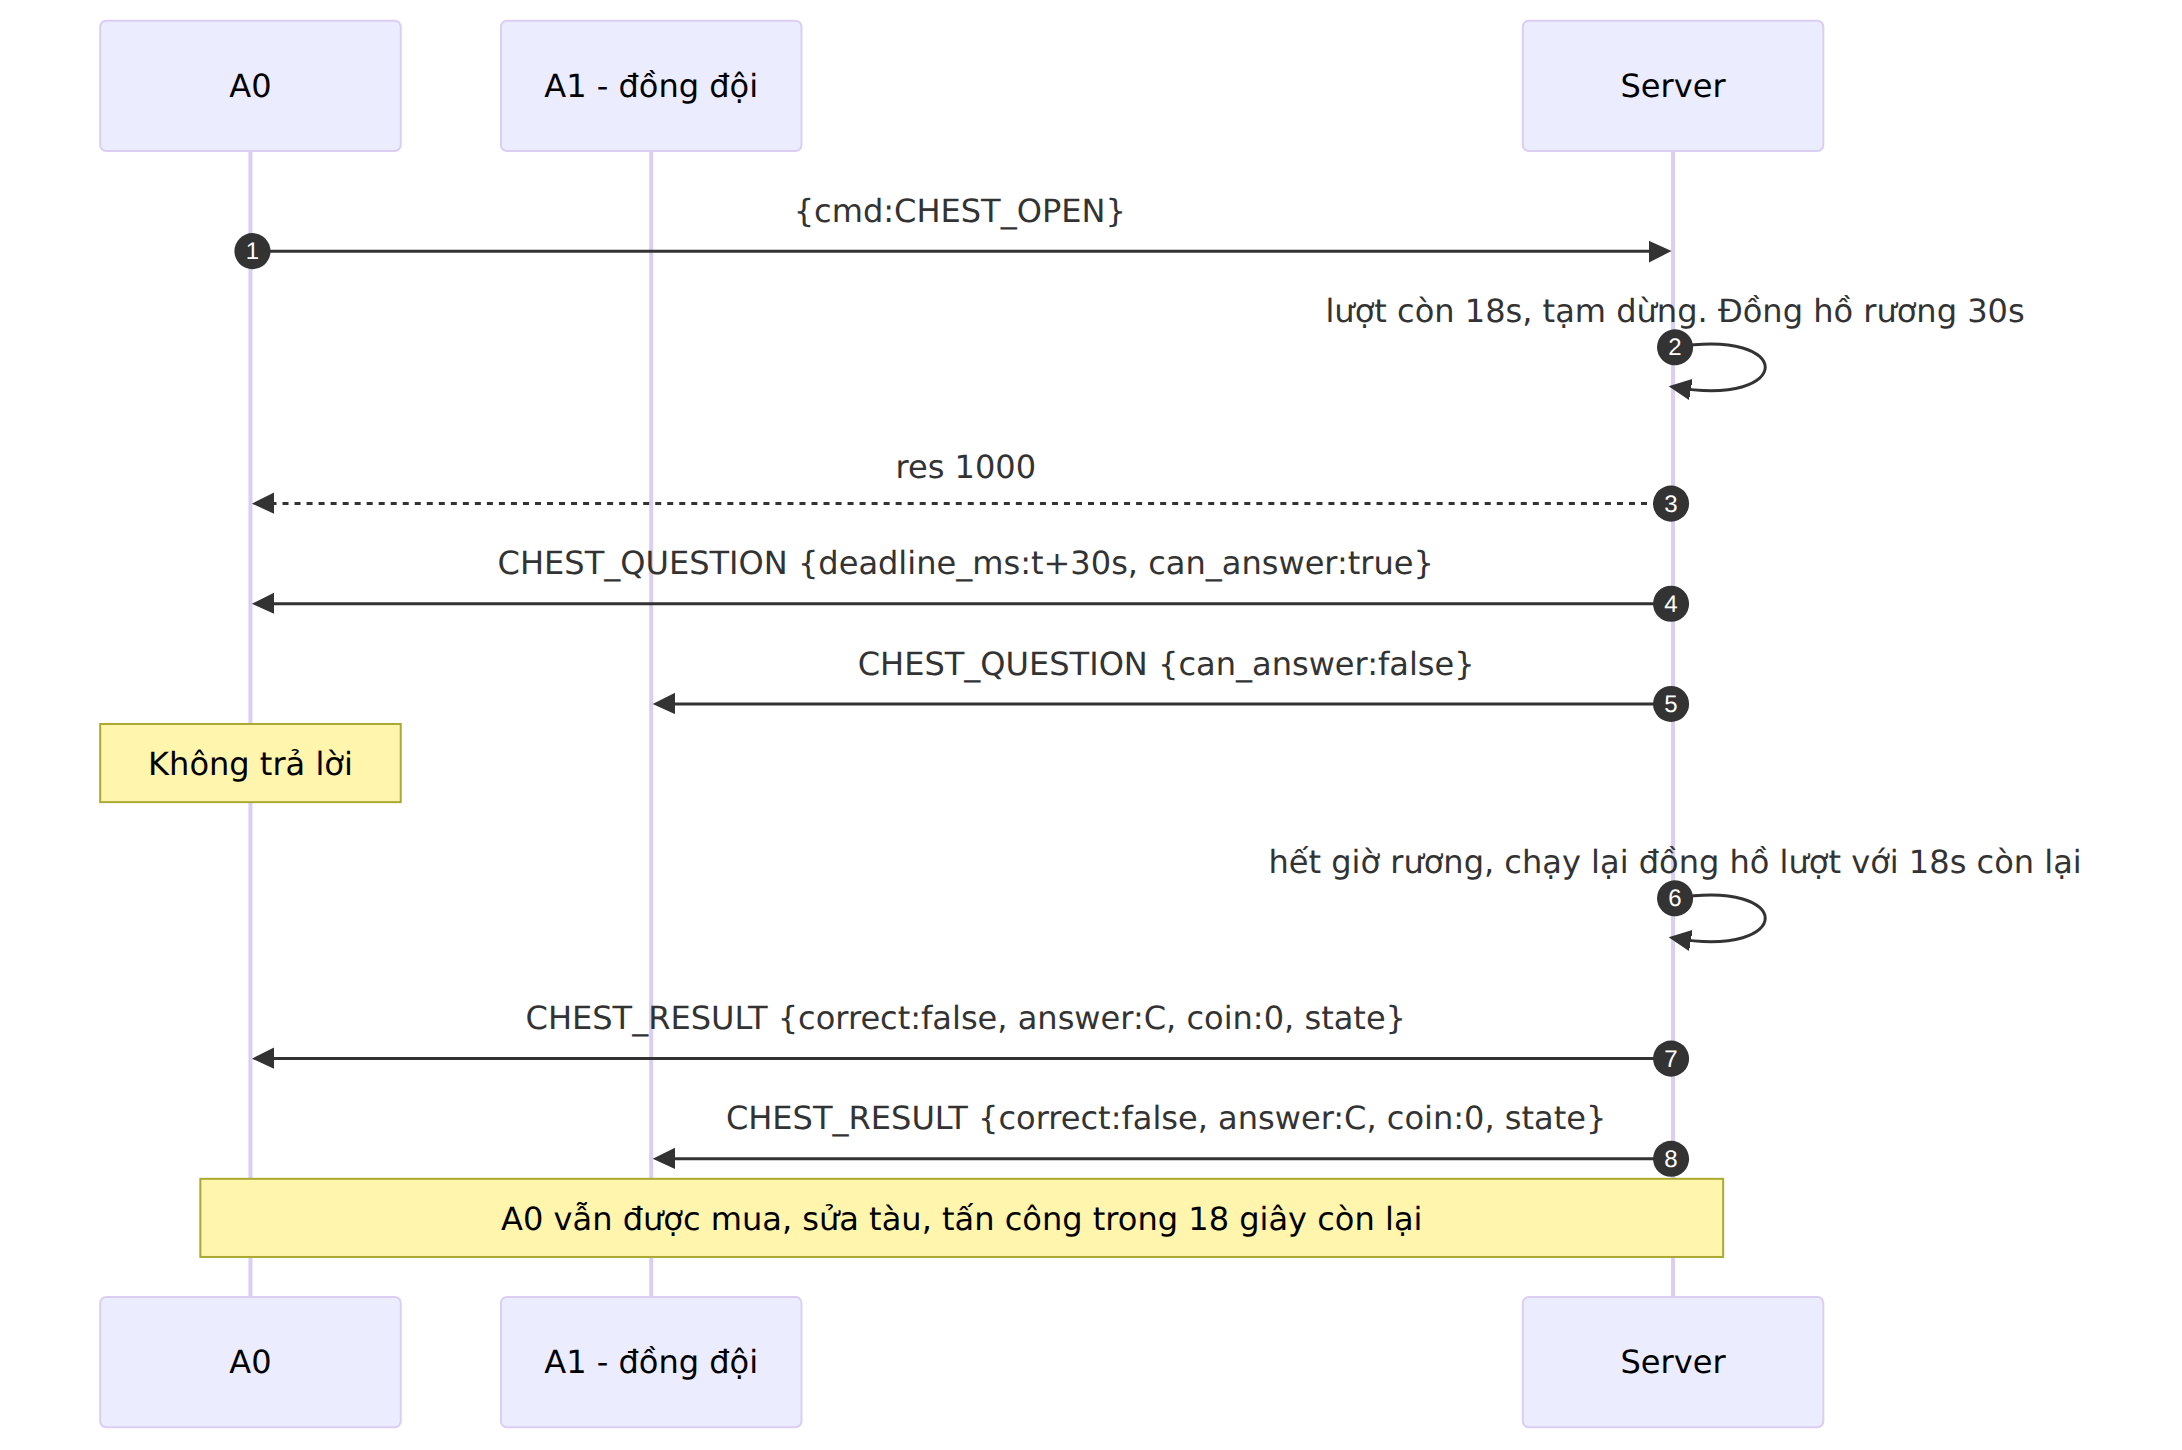 A0
A1 - đồng đội
Server
{cmd:CHEST_OPEN}
1
lượt còn 18s, tạm dừng. Đồng hồ rương 30s
2
res 1000
3
CHEST_QUESTION {deadline_ms:t+30s, can_answer:true}
4
CHEST_QUESTION {can_answer:false}
5
Không trả lời
hết giờ rương, chạy lại đồng hồ lượt với 18s còn lại
6
CHEST_RESULT {correct:false, answer:C, coin:0, state}
7
CHEST_RESULT {correct:false, answer:C, coin:0, state}
8
A0 vẫn được mua, sửa tàu, tấn công trong 18 giây còn lại
A0
A1 - đồng đội
Server